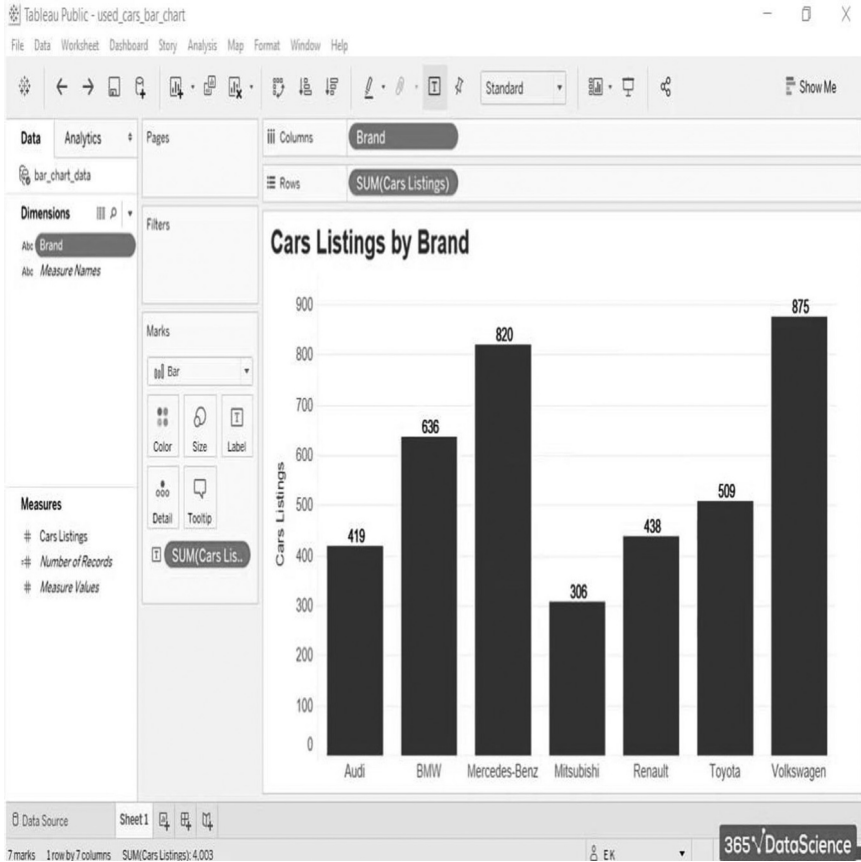 Tableau Public - used_cars_bar_chart
File Data Worksheet Dashboard Story Analysis Map Format Window Help
Standard
Show Me
Data Analytics
bar_chart_data
Dimensions
Abc Brand
Abc Measure Names
Measures
# Cars Listings
# Number of Records
# Measure Values
Pages
Filters
Marks
Bar
Color Size Label
Detail Tooltip
T SUM(Cars Lis..
Columns Brand
Rows SUM(Cars Listings)
Cars Listings by Brand
Cars Listings
900
800
700
600
500
400
300
200
100
0
419
636
820
306
438
509
875
Audi BMW Mercedes-Benz Mitsubishi Renault Toyota Volkswagen
Data Source Sheet 1
7 marks 1 row by 7 columns SUM(Cars Listings): 4,003
E K
365√DataScience